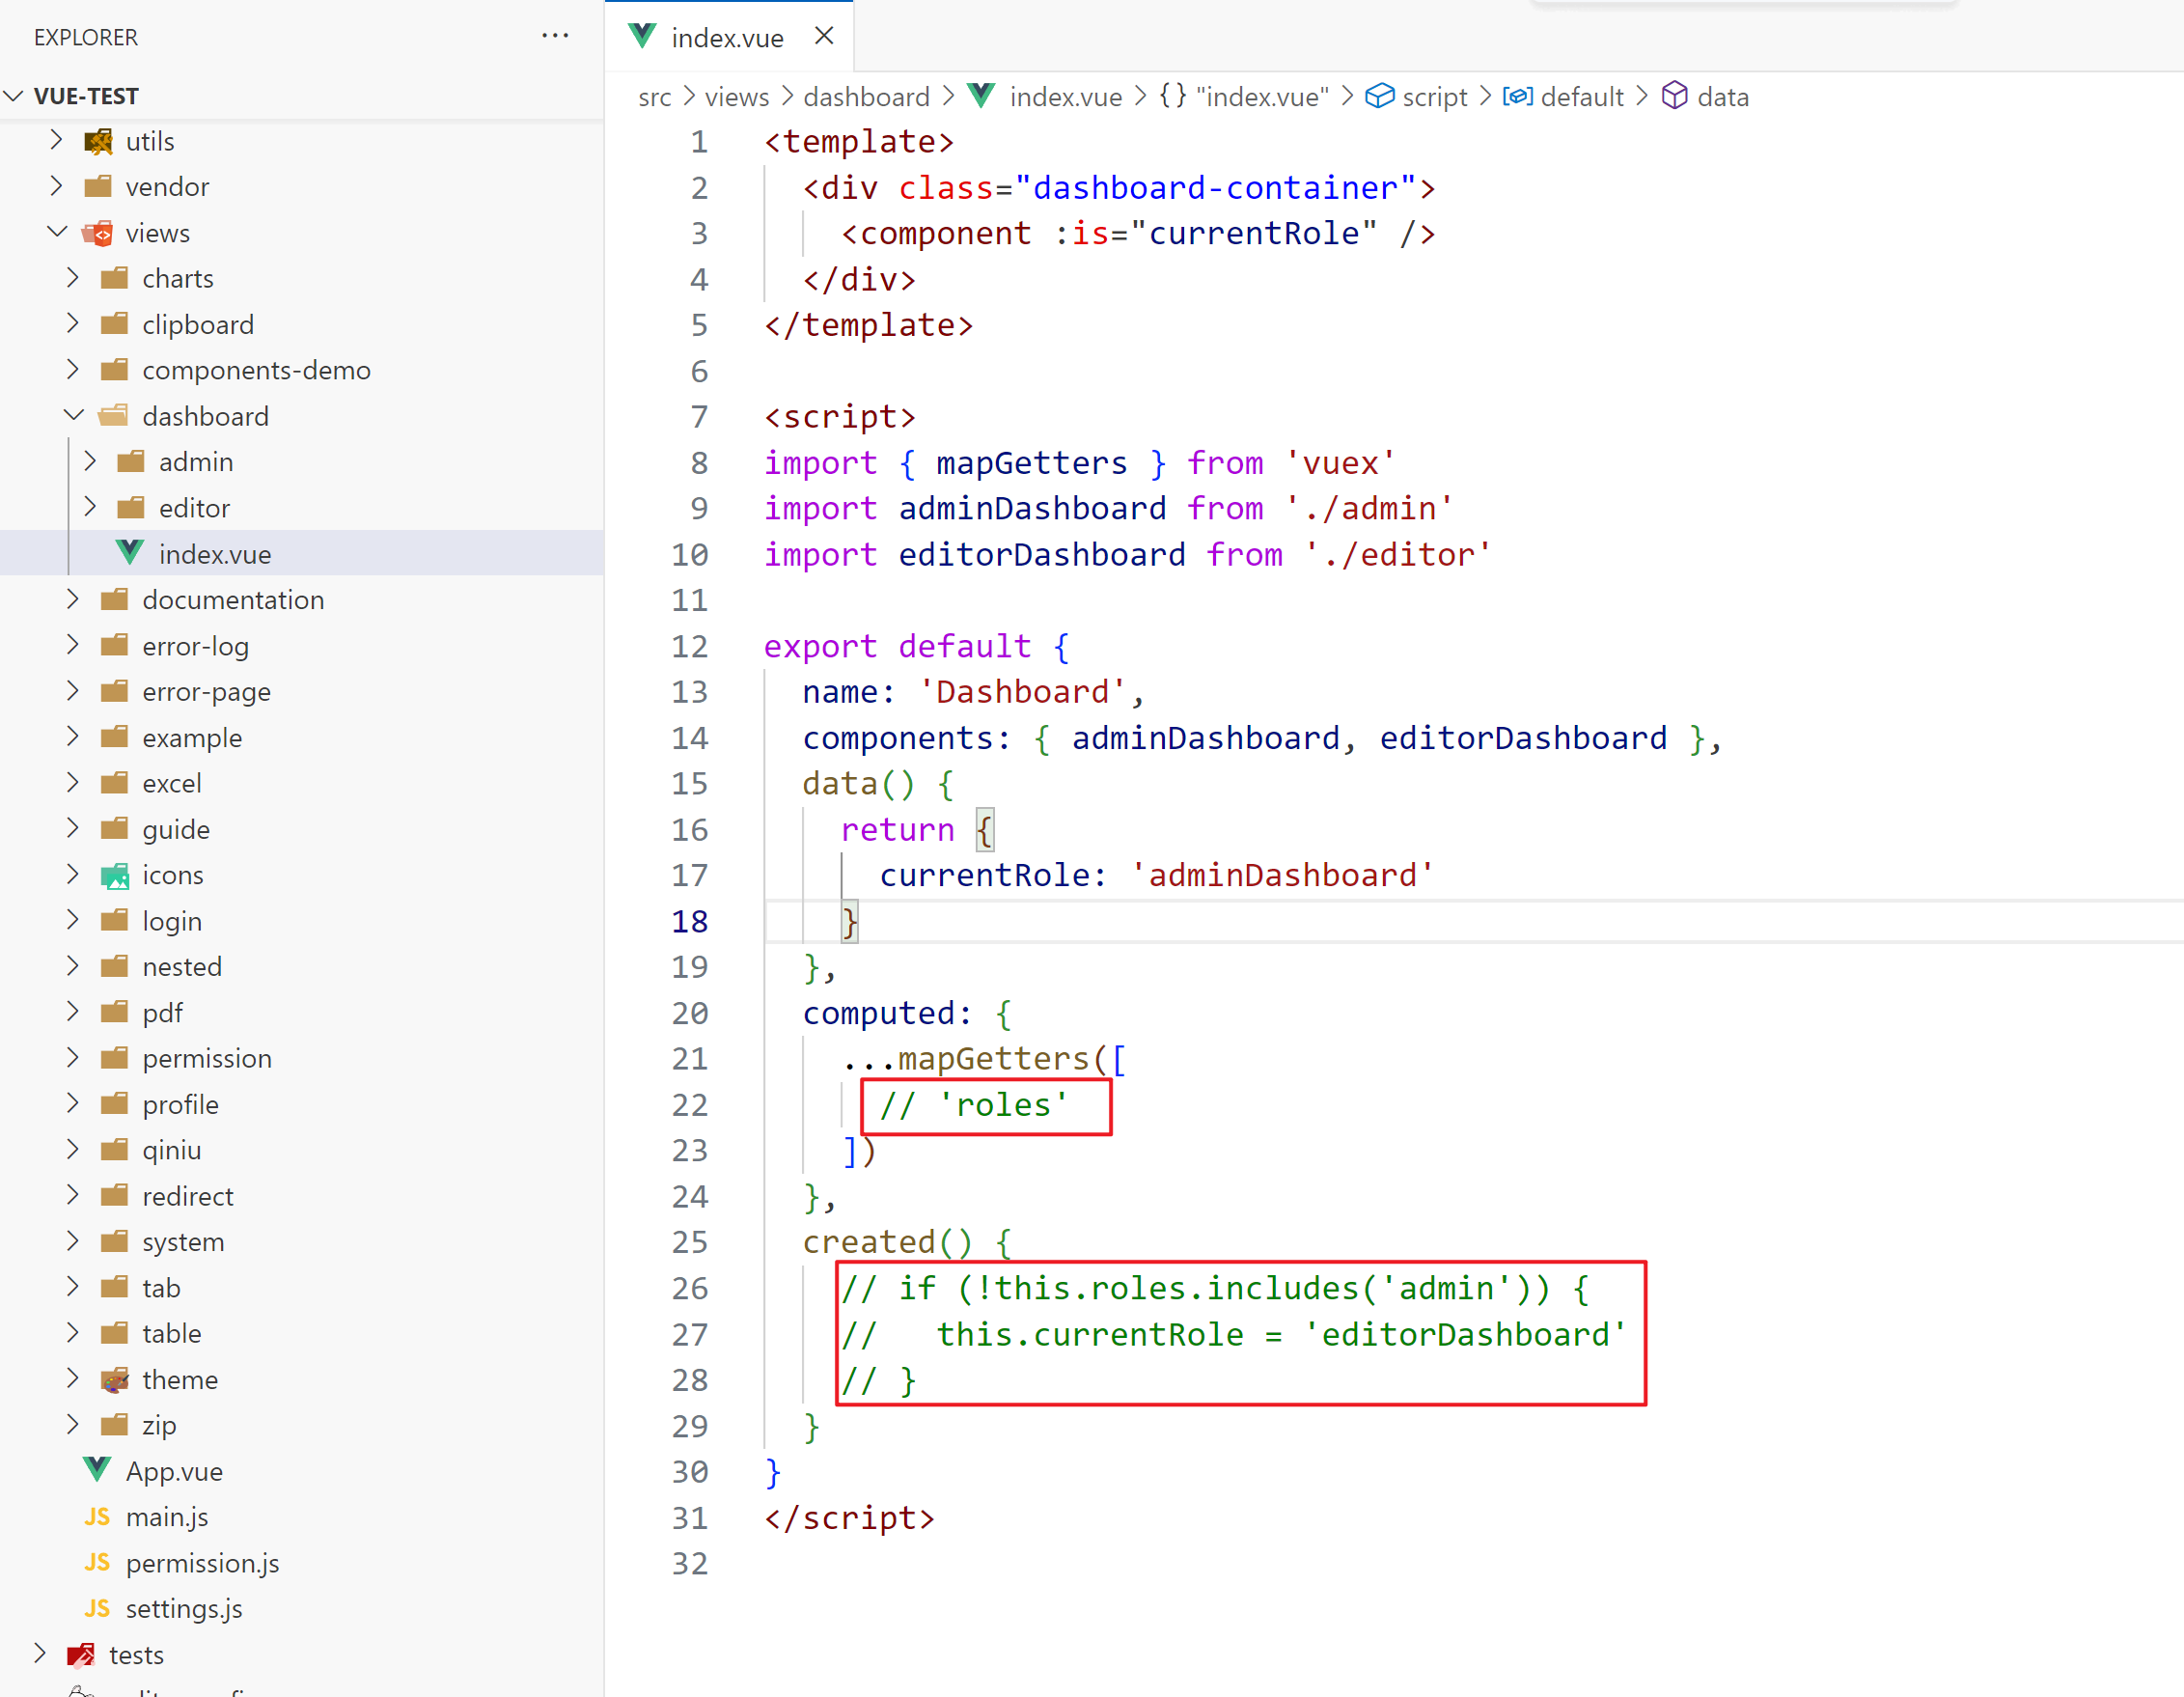 EXPLORER
VUE-TEST
utils
vendor
views
charts
clipboard
components-demo
dashboard
admin
editor
index.vue
documentation
error-log
error-page
example
excel
guide
icons
login
nested
pdf
permission
profile
qiniu
redirect
system
tab
table
theme
zip
App.vue
JS main.js
JS permission.js
JS settings.js
tests
index.vue
src > views > dashboard > index.vue > {} "index.vue" > script > default > data
1 <template>
2 <div class="dashboard-container">
3 <component :is="currentRole" />
4 </div>
5 </template>
6
7 <script>
8 import { mapGetters } from 'vuex'
9 import adminDashboard from './admin'
10 import editorDashboard from './editor'
11
12 export default {
13 name: 'Dashboard',
14 components: { adminDashboard, editorDashboard },
15 data() {
16 return {
17 currentRole: 'adminDashboard'
18 }
19 },
20 computed: {
21 ...mapGetters([
22 // 'roles'
23 ])
24 },
25 created() {
26 // if (!this.roles.includes('admin')) {
27 //   this.currentRole = 'editorDashboard'
28 // }
29 }
30 }
31 </script>
32